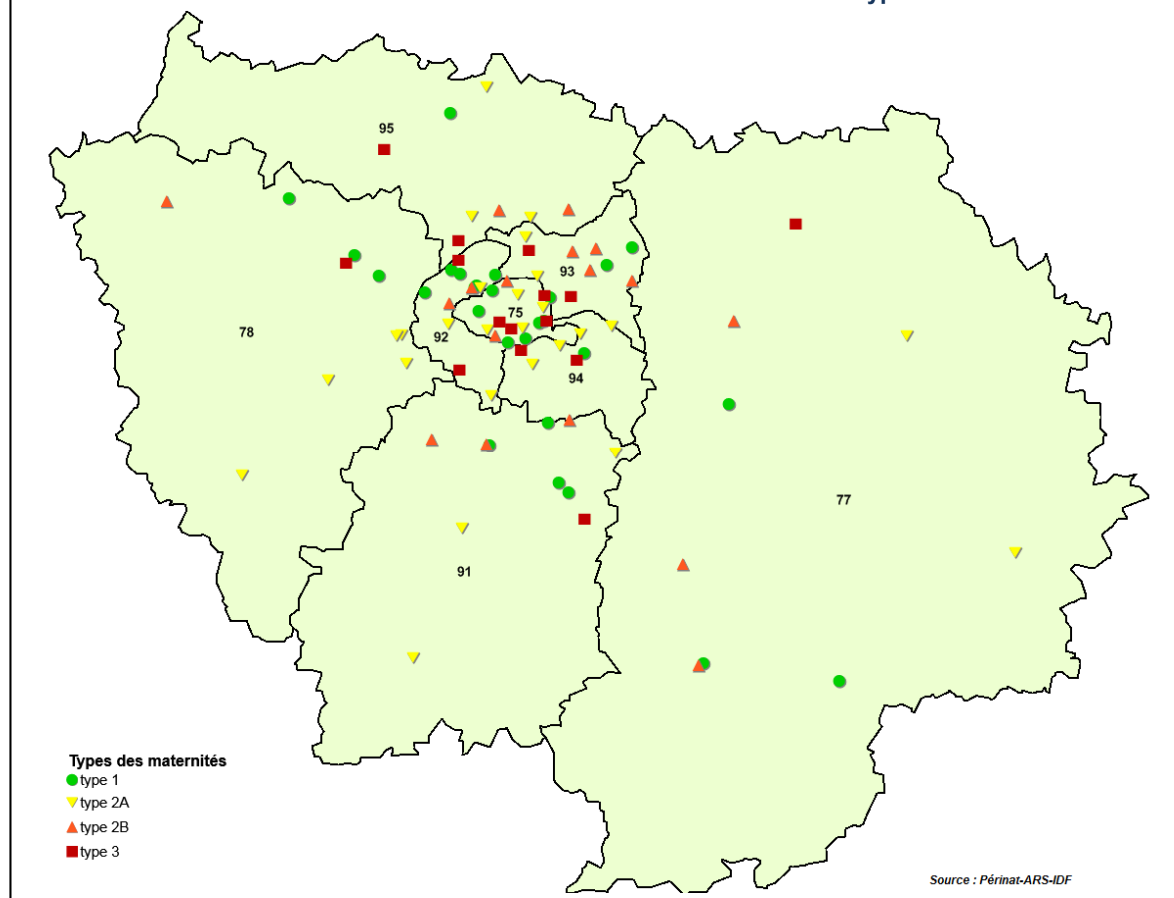 95
93
75
78
92
94
77
91
Types des maternités
type 1
type 2A
type 2B
type 3
Source : Périnat-ARS-IDF